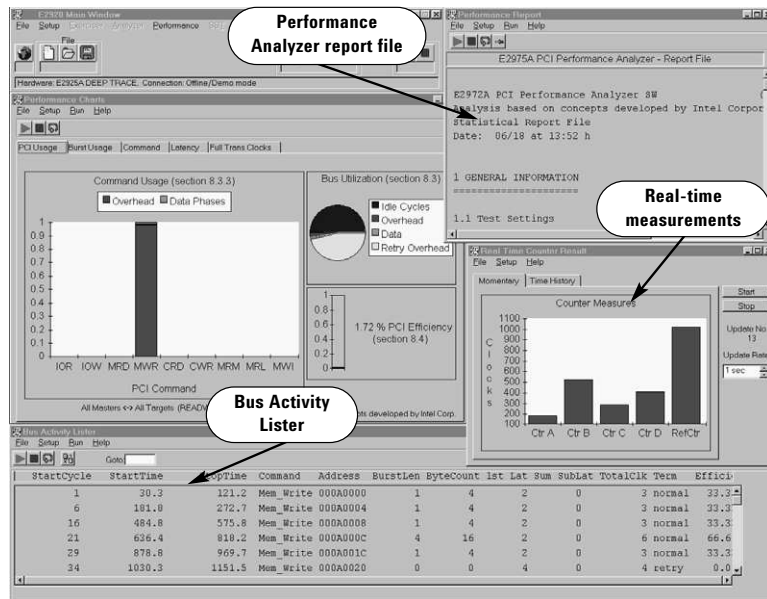 E2920 Main Window
File Setup Performance
File
Hardware: E2925A DEEP TRACE, Connection: Offline/Demo mode
Performance
Analyzer report file
Performance Report
File Setup Run Help
E2975A PCI Performance Analyzer - Report File
E2972A PCI Performance Analyzer SW
Analysis based on concepts developed by Intel Corpor
Statistical Report File
Date: 06/18 at 13:52 h
1 GENERAL INFORMATION
=====================
1.1 Test Settings
Performance Charts
File Setup Run Help
PCI Usage Burst Usage Command Latency Full Trans Clocks
Command Usage (section 8.3.3)
Overhead Data Phases
1
0.9
0.8
0.7
0.6
0.5
0.4
0.3
0.2
0.1
0
IOR IOW MRD MWR CRD CWR MRM MRL MWI
PCI Command
All Masters <-> All Targets
Bus Utilization (section 8.3)
Idle Cycles
Overhead
Data
Retry Overhead
1
0.8
0.6
0.4
0.2
0
1.72 % PCI Efficiency
(section 8.4)
developed by Intel Corp.
Real-time
measurements
Real-Time Counter Result
File Setup Help
Momentary Time History
Counter Measures
Clocks
1100
1000
900
800
700
600
500
400
300
200
100
Ctr A Ctr B Ctr C Ctr D RefCtr
Start
Stop
Update No
13
Update Rate
1 sec
Bus Activity
Lister
Bus Activity Lister
File Setup Run Help
Goto:
StartCycle StartTime opTime Command Address BurstLen ByteCount 1st Lat Sum SubLat TotalClk Term Effici
1 30.3 121.2 Mem_Write 000A0000 1 4 2 0 3 normal 33.3
6 181.8 272.7 Mem_Write 000A0004 1 4 2 0 3 normal 33.3
16 484.8 575.8 Mem_Write 000A0008 1 4 2 0 3 normal 33.3
21 636.4 818.2 Mem_Write 000A000C 4 16 2 0 6 normal 66.6
29 878.8 969.7 Mem_Write 000A001C 1 4 2 0 3 normal 33.3
34 1030.3 1151.5 Mem_Write 000A0020 0 0 4 0 4 retry 0.0